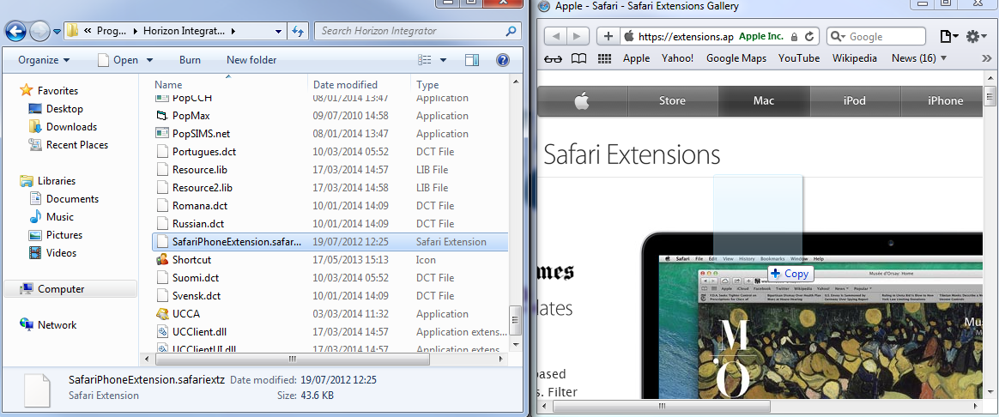 Prog...
Horizon Integrat...
Search Horizon Integrator
Organize
Open
Burn
New folder
Favorites
Desktop
Downloads
Recent Places
Libraries
Documents
Music
Pictures
Videos
Computer
Network
Name Date modified Type
PopCCH 08/01/2014 13:47 Application
PopMax 09/07/2010 14:58 Application
PopSIMS.net 08/01/2014 13:47 Application
Portugues.dct 10/03/2014 05:52 DCT File
Resource.lib 17/03/2014 14:57 LIB File
Resource2.lib 17/03/2014 14:58 LIB File
Romana.dct 10/01/2014 14:09 DCT File
Russian.dct 10/01/2014 14:09 DCT File
SafariPhoneExtension.safar... 19/07/2012 12:25 Safari Extension
Shortcut 17/05/2013 15:13 Icon
Suomi.dct 10/03/2014 05:52 DCT File
Svensk.dct 10/01/2014 14:09 DCT File
UCCA 03/03/2014 11:32 Application
UCClient.dll 17/03/2014 14:57 Application extens...
UCClientUI.dll 17/03/2014 14:57 Application extens...
SafariPhoneExtension.safariextz Date modified: 19/07/2012 12:25
Safari Extension Size: 43.6 KB
Apple - Safari - Safari Extensions Gallery
https://extensions.ap Apple Inc.
Google
Apple Yahoo! Google Maps YouTube Wikipedia News (16)
Store Mac iPod iPhone
Safari Extensions
Safari File Edit View History Bookmarks Window Help
Musée d'Orsay: Home
Copy
mes
lates
based
s. Filter
M
'O
Mu